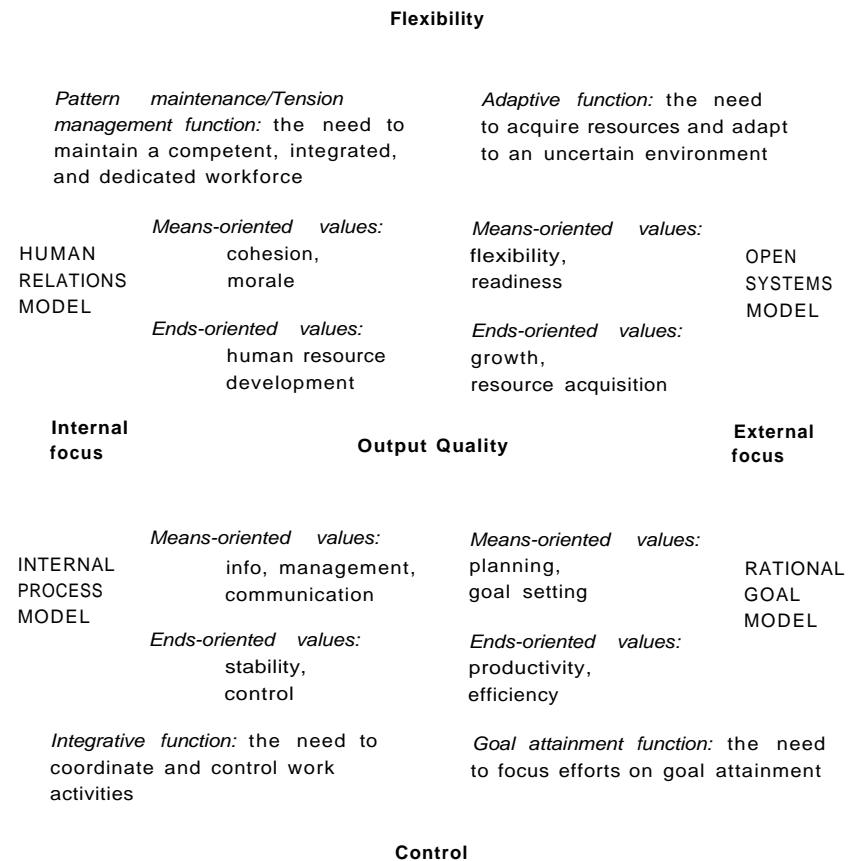 Flexibility
Pattern maintenance/Tension
management function: the need to
maintain a competent, integrated,
and dedicated workforce
Adaptive function: the need
to acquire resources and adapt
to an uncertain environment
HUMAN
RELATIONS
MODEL
Means-oriented values:
cohesion,
morale
Ends-oriented values:
human resource
development
Means-oriented values:
flexibility,
readiness
Ends-oriented values:
growth,
resource acquisition
OPEN
SYSTEMS
MODEL
Internal
focus
Output Quality
External
focus
INTERNAL
PROCESS
MODEL
Means-oriented values:
info, management,
communication
Ends-oriented values:
stability,
control
Means-oriented values:
planning,
goal setting
Ends-oriented values:
productivity,
efficiency
RATIONAL
GOAL
MODEL
Integrative function: the need to
coordinate and control work
activities
Goal attainment function: the need
to focus efforts on goal attainment
Control